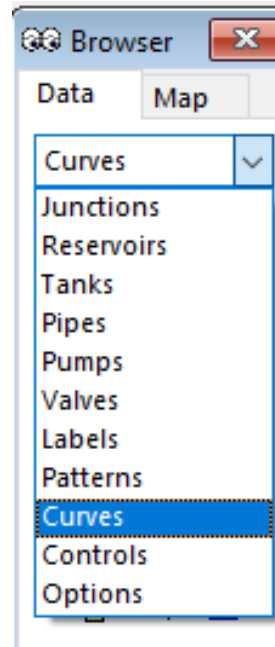 Browser
Data Map
Curves
Junctions
Reservoirs
Tanks
Pipes
Pumps
Valves
Labels
Patterns
Curves
Controls
Options